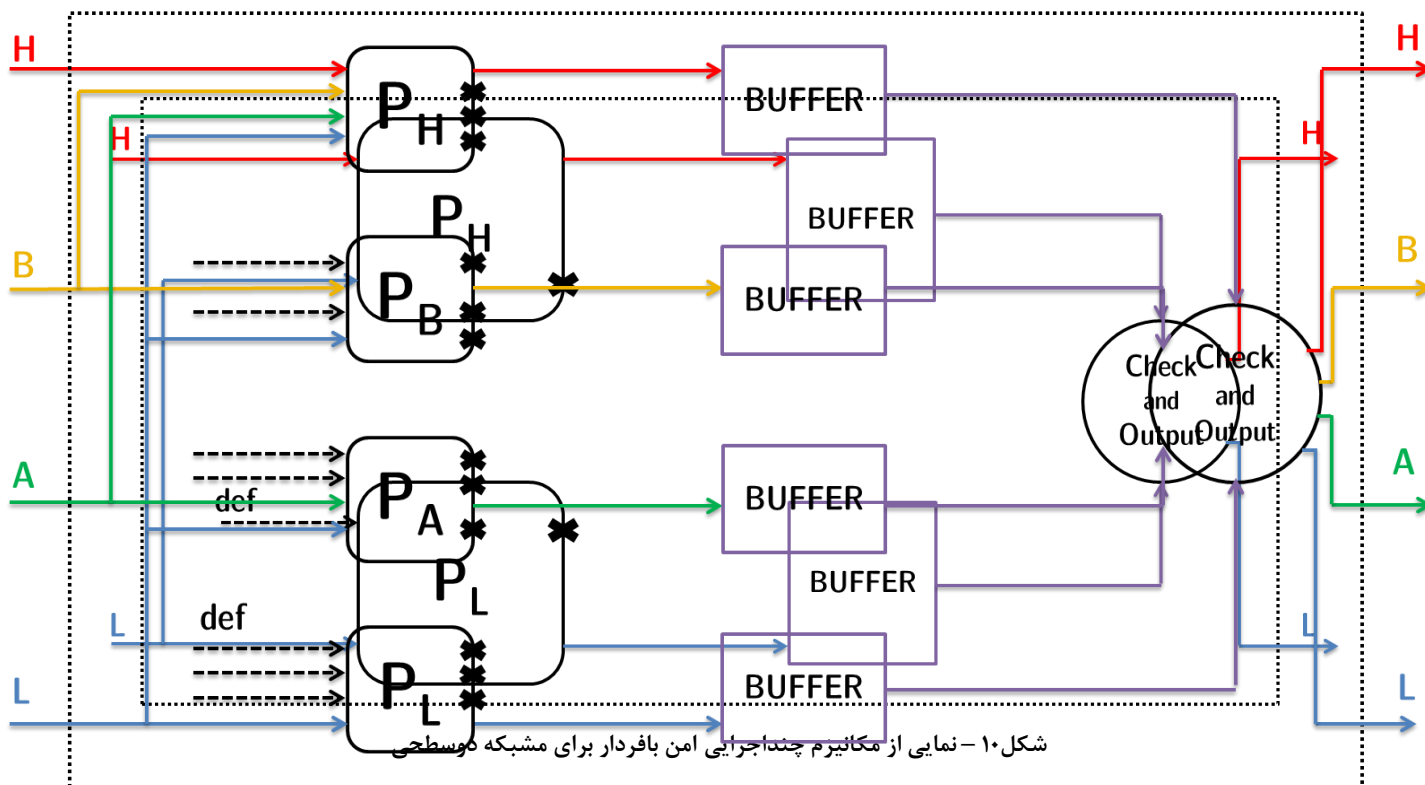 H
H
P H
BUFFER
H
H
P H
BUFFER
B
B
P B
BUFFER
Check and Output
Check and Output
A
A
def
P A
BUFFER
P L
BUFFER
def
L
L
P L
BUFFER
L
L
شکل۱۰ – نمایی از مکانیزم چنداجرایی امن بافردار برای مشبکه دوسطحی